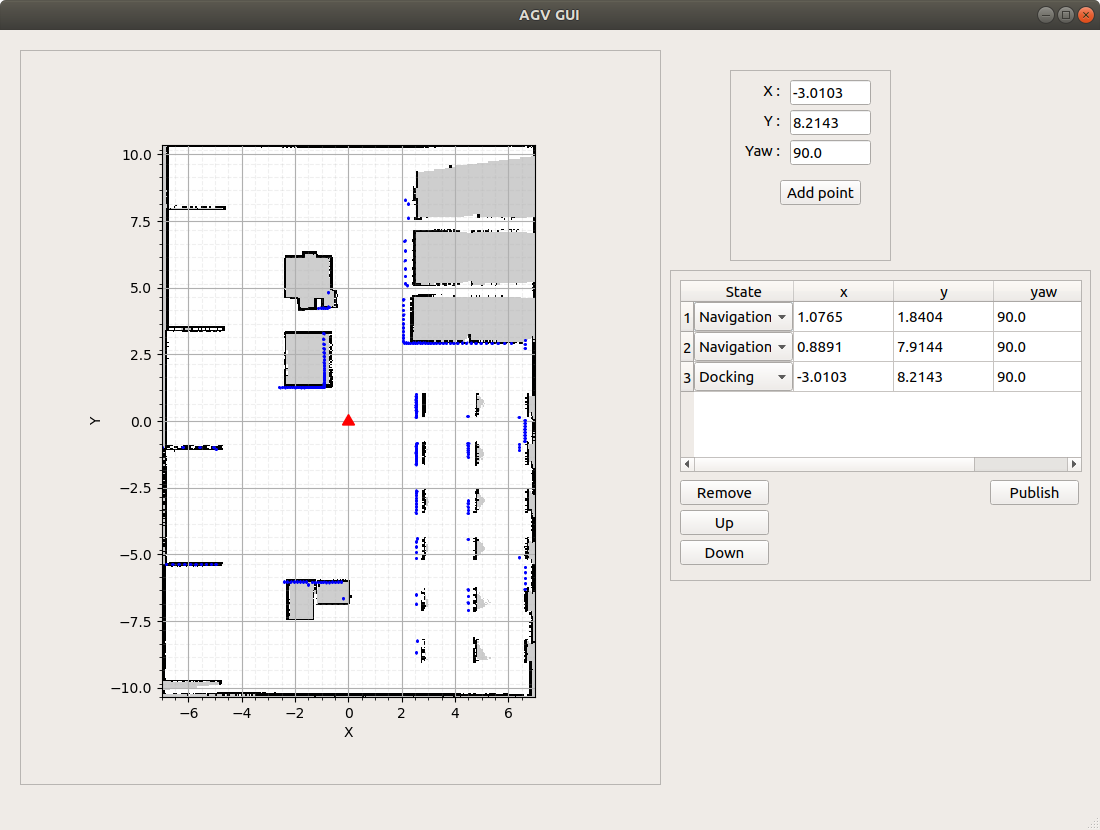 AGV GUI
X :
-3.0103
Y :
8.2143
Yaw :
90.0
Add point
10.0
7.5
5.0
2.5
0.0
−2.5
−5.0
−7.5
−10.0
Y
−6 −4 −2 0 2 4 6
X
State x y yaw
1 Navigation 1.0765 1.8404 90.0
2 Navigation 0.8891 7.9144 90.0
3 Docking -3.0103 8.2143 90.0
Remove
Publish
Up
Down